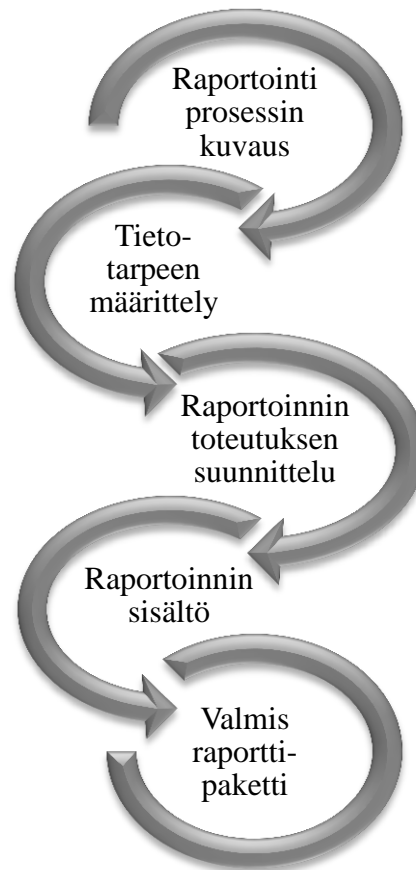 Raportointi
prosessin
kuvaus
Tieto-
tarpeen
määrittely
Raportoinnin
toteutuksen
suunnittelu
Raportoinnin
sisältö
Valmis
raportti-
paketti